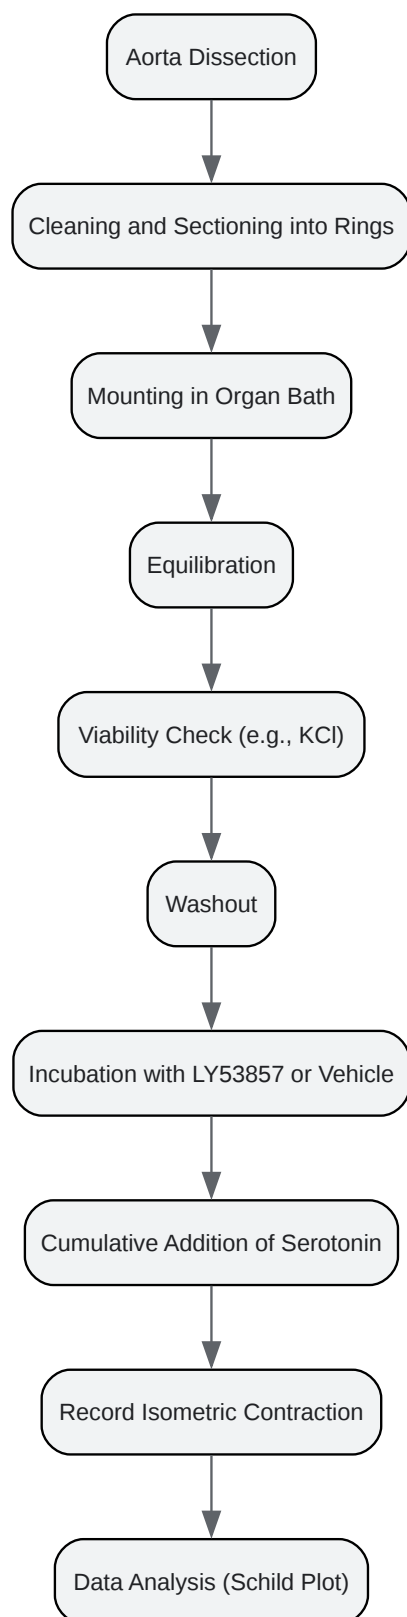 Aorta Dissection
Cleaning and Sectioning into Rings
Mounting in Organ Bath
Equilibration
Viability Check (e.g., KCl)
Washout
Incubation with LY53857 or Vehicle
Cumulative Addition of Serotonin
Record Isometric Contraction
Data Analysis (Schild Plot)